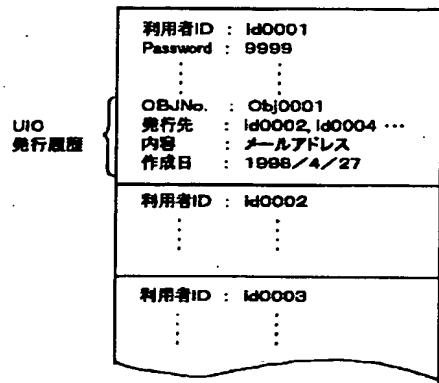 利用者ID : id0001
Password : 9999
OBJNo. : Obj0001
UIO
発行履歴
発行先 : id0002, id0004 …
内容 : メールアドレス
作成日 : 1998／4／27
利用者ID : id0002
利用者ID : id0003